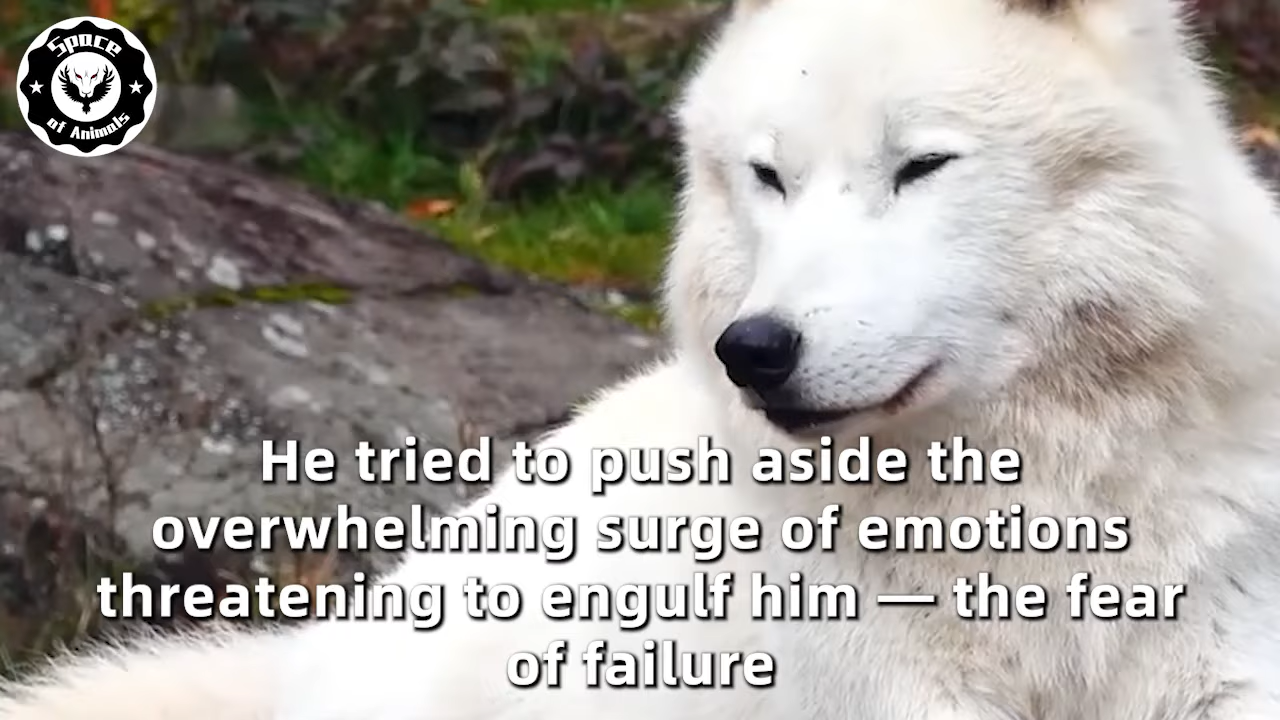 Space
of Animals
He tried to push aside the
overwhelming surge of emotions
threatening to engulf him — the fear
of failure